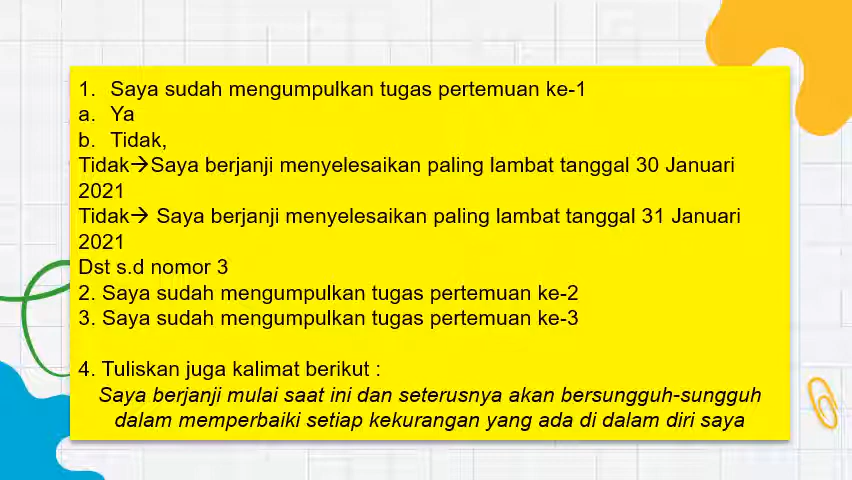 1. Saya sudah mengumpulkan tugas pertemuan ke-1
a. Ya
b. Tidak,
Tidak→Saya berjanji menyelesaikan paling lambat tanggal 30 Januari
2021
Tidak→ Saya berjanji menyelesaikan paling lambat tanggal 31 Januari
2021
Dst s.d nomor 3
2. Saya sudah mengumpulkan tugas pertemuan ke-2
3. Saya sudah mengumpulkan tugas pertemuan ke-3
4. Tuliskan juga kalimat berikut :
Saya berjanji mulai saat ini dan seterusnya akan bersungguh-sungguh
dalam memperbaiki setiap kekurangan yang ada di dalam diri saya